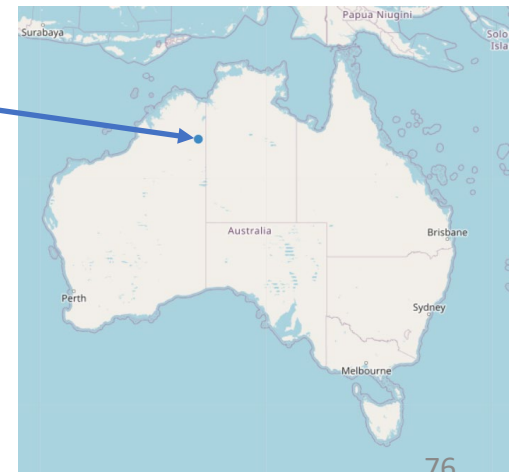 Papua Niugini
Surabaya
Solo
Isla
Australia
Brisbane
Perth
Sydney
Melbourne
76